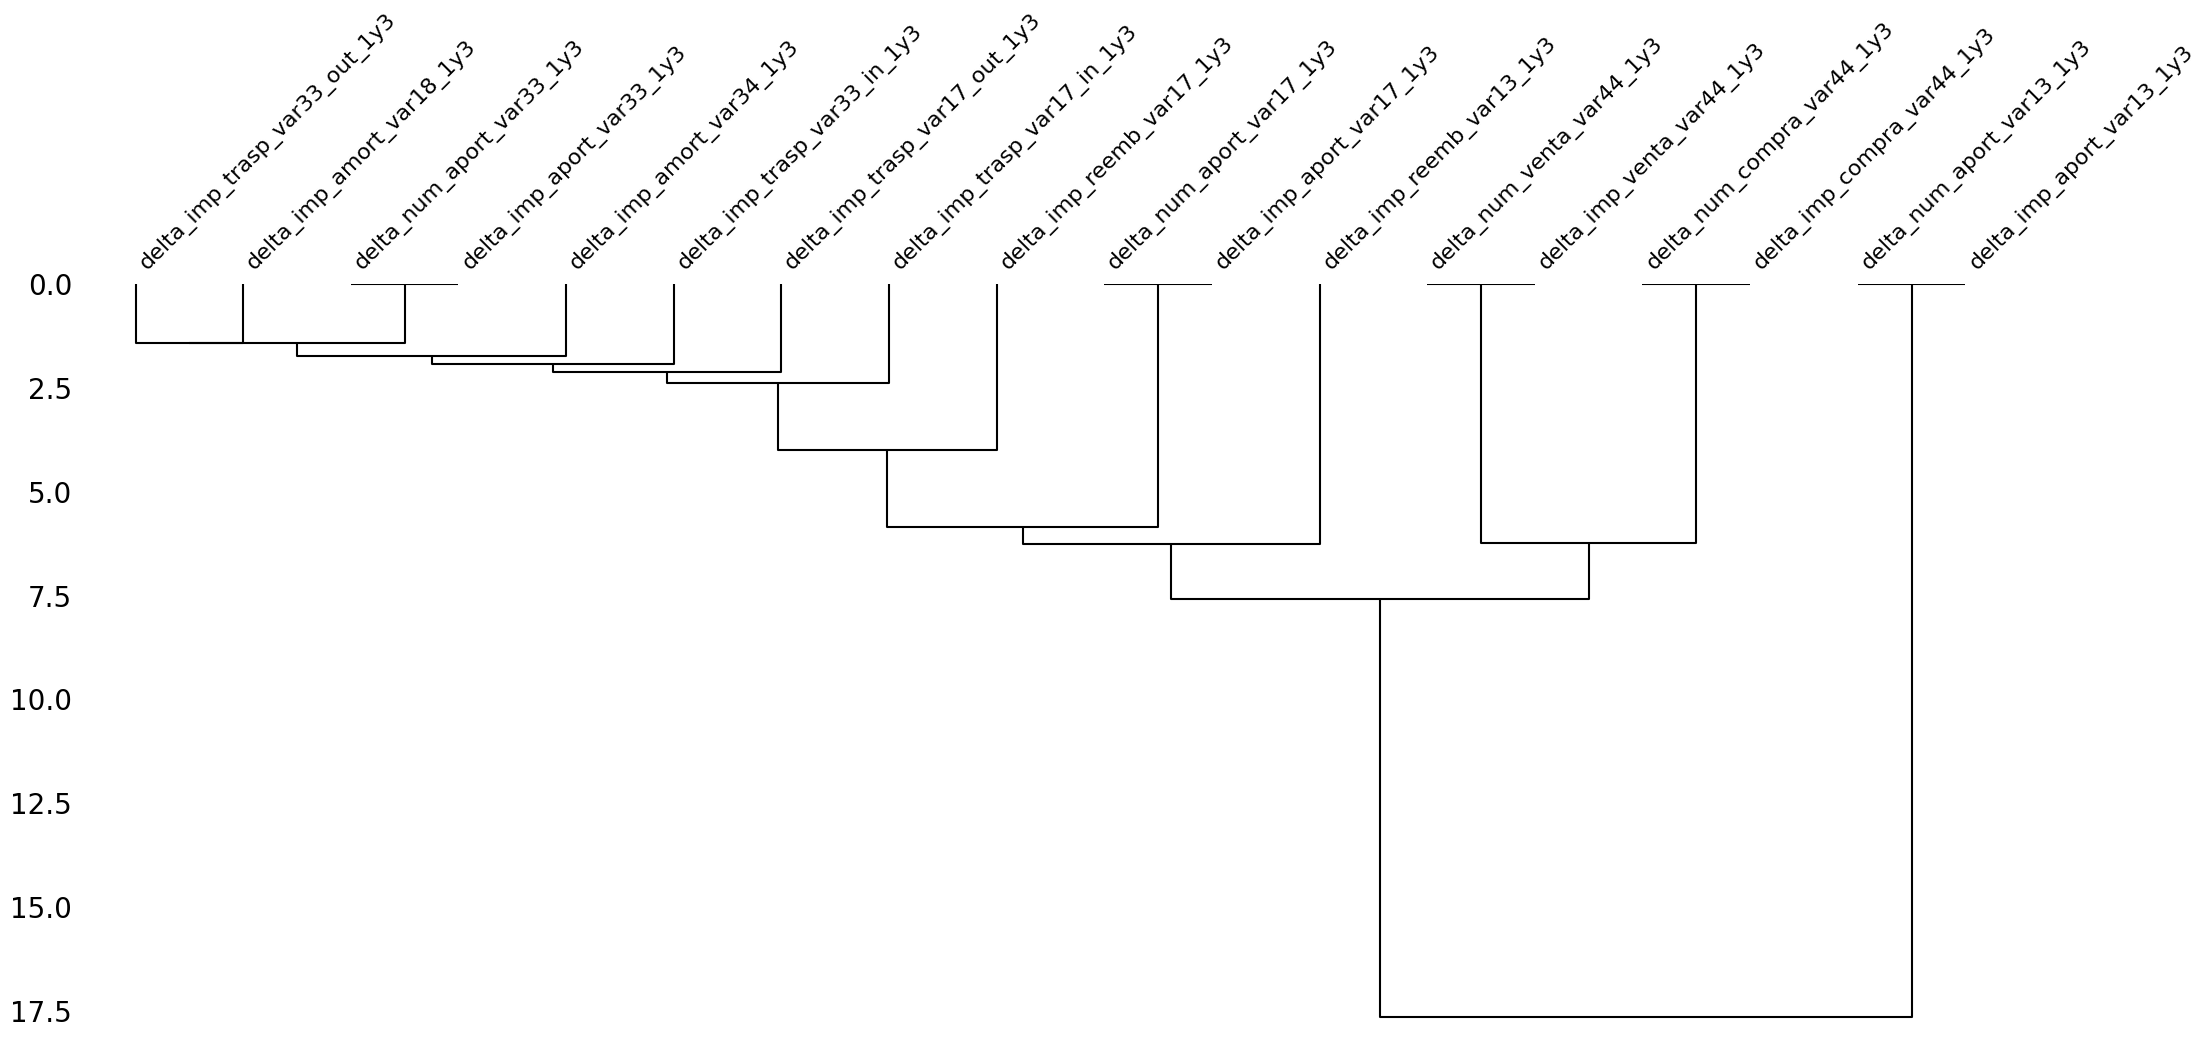 delta_imp_trasp_var33_out_1y3
delta_imp_amort_var18_1y3
delta_num_aport_var33_1y3
delta_imp_aport_var33_1y3
delta_imp_amort_var34_1y3
delta_imp_trasp_var33_in_1y3
delta_imp_trasp_var17_out_1y3
delta_imp_trasp_var17_in_1y3
delta_imp_reemb_var17_1y3
delta_num_aport_var17_1y3
delta_imp_aport_var17_1y3
delta_imp_reemb_var13_1y3
delta_num_venta_var44_1y3
delta_imp_venta_var44_1y3
delta_num_compra_var44_1y3
delta_imp_compra_var44_1y3
delta_num_aport_var13_1y3
delta_imp_aport_var13_1y3
0.0
2.5
5.0
7.5
10.0
12.5
15.0
17.5